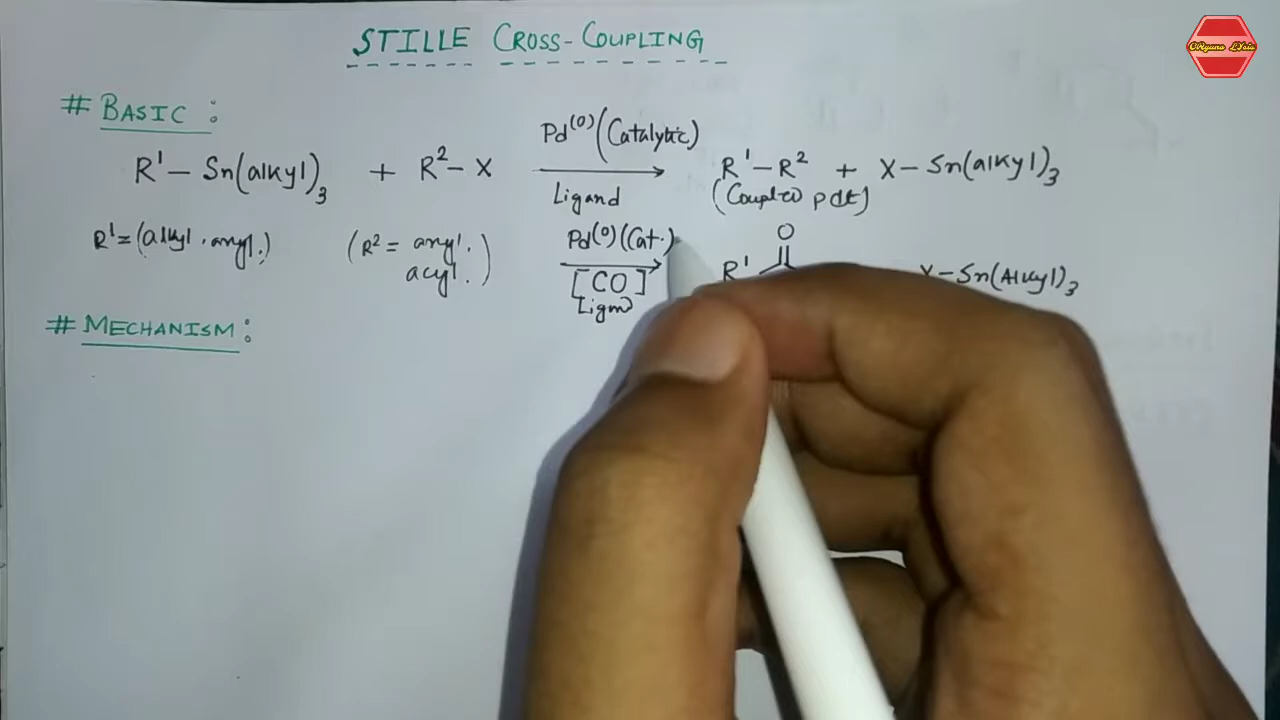 STILLE CROSS-COUPLING
# BASIC :
R¹ – Sn(alkyl)₃ + R² – X Pd⁽⁰⁾(Catalytic) Ligand R¹ – R² + X – Sn(alkyl)₃
(Coupled pdt)
R¹ = (alkyl, aryl.) (R² = aryl. acyl.) Pd⁽⁰⁾(Cat.) [CO] O R¹ X – Sn(Alkyl)₃
# MECHANISM :